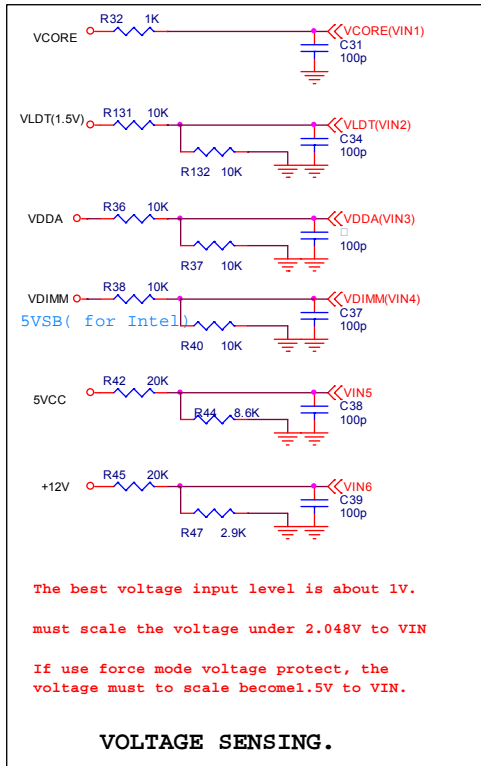 R32 1K
VCORE
VCORE(VIN1)
C31
100p
VLDT(1.5V)
R131 10K
VLDT(VIN2)
C34
100p
R132 10K
VDDA
R36 10K
VDDA(VIN3)
100p
R37 10K
VDIMM
R38 10K
VDIMM(VIN4)
5VSB( for Intel)
C37
100p
R40 10K
R42 20K
5VCC
VIN5
C38
R44 8.6K
100p
R45 20K
+12V
VIN6
C39
100p
R47 2.9K
The best voltage input level is about 1V.
must scale the voltage under 2.048V to VIN
If use force mode voltage protect, the
voltage must to scale become1.5V to VIN.
VOLTAGE SENSING.